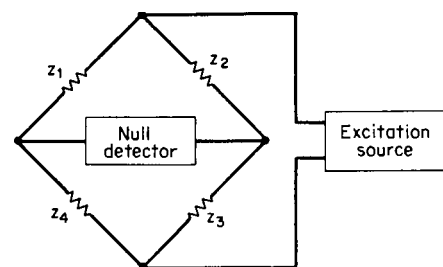 z1
z2
Null
detector
Excitation
source
z4
z3